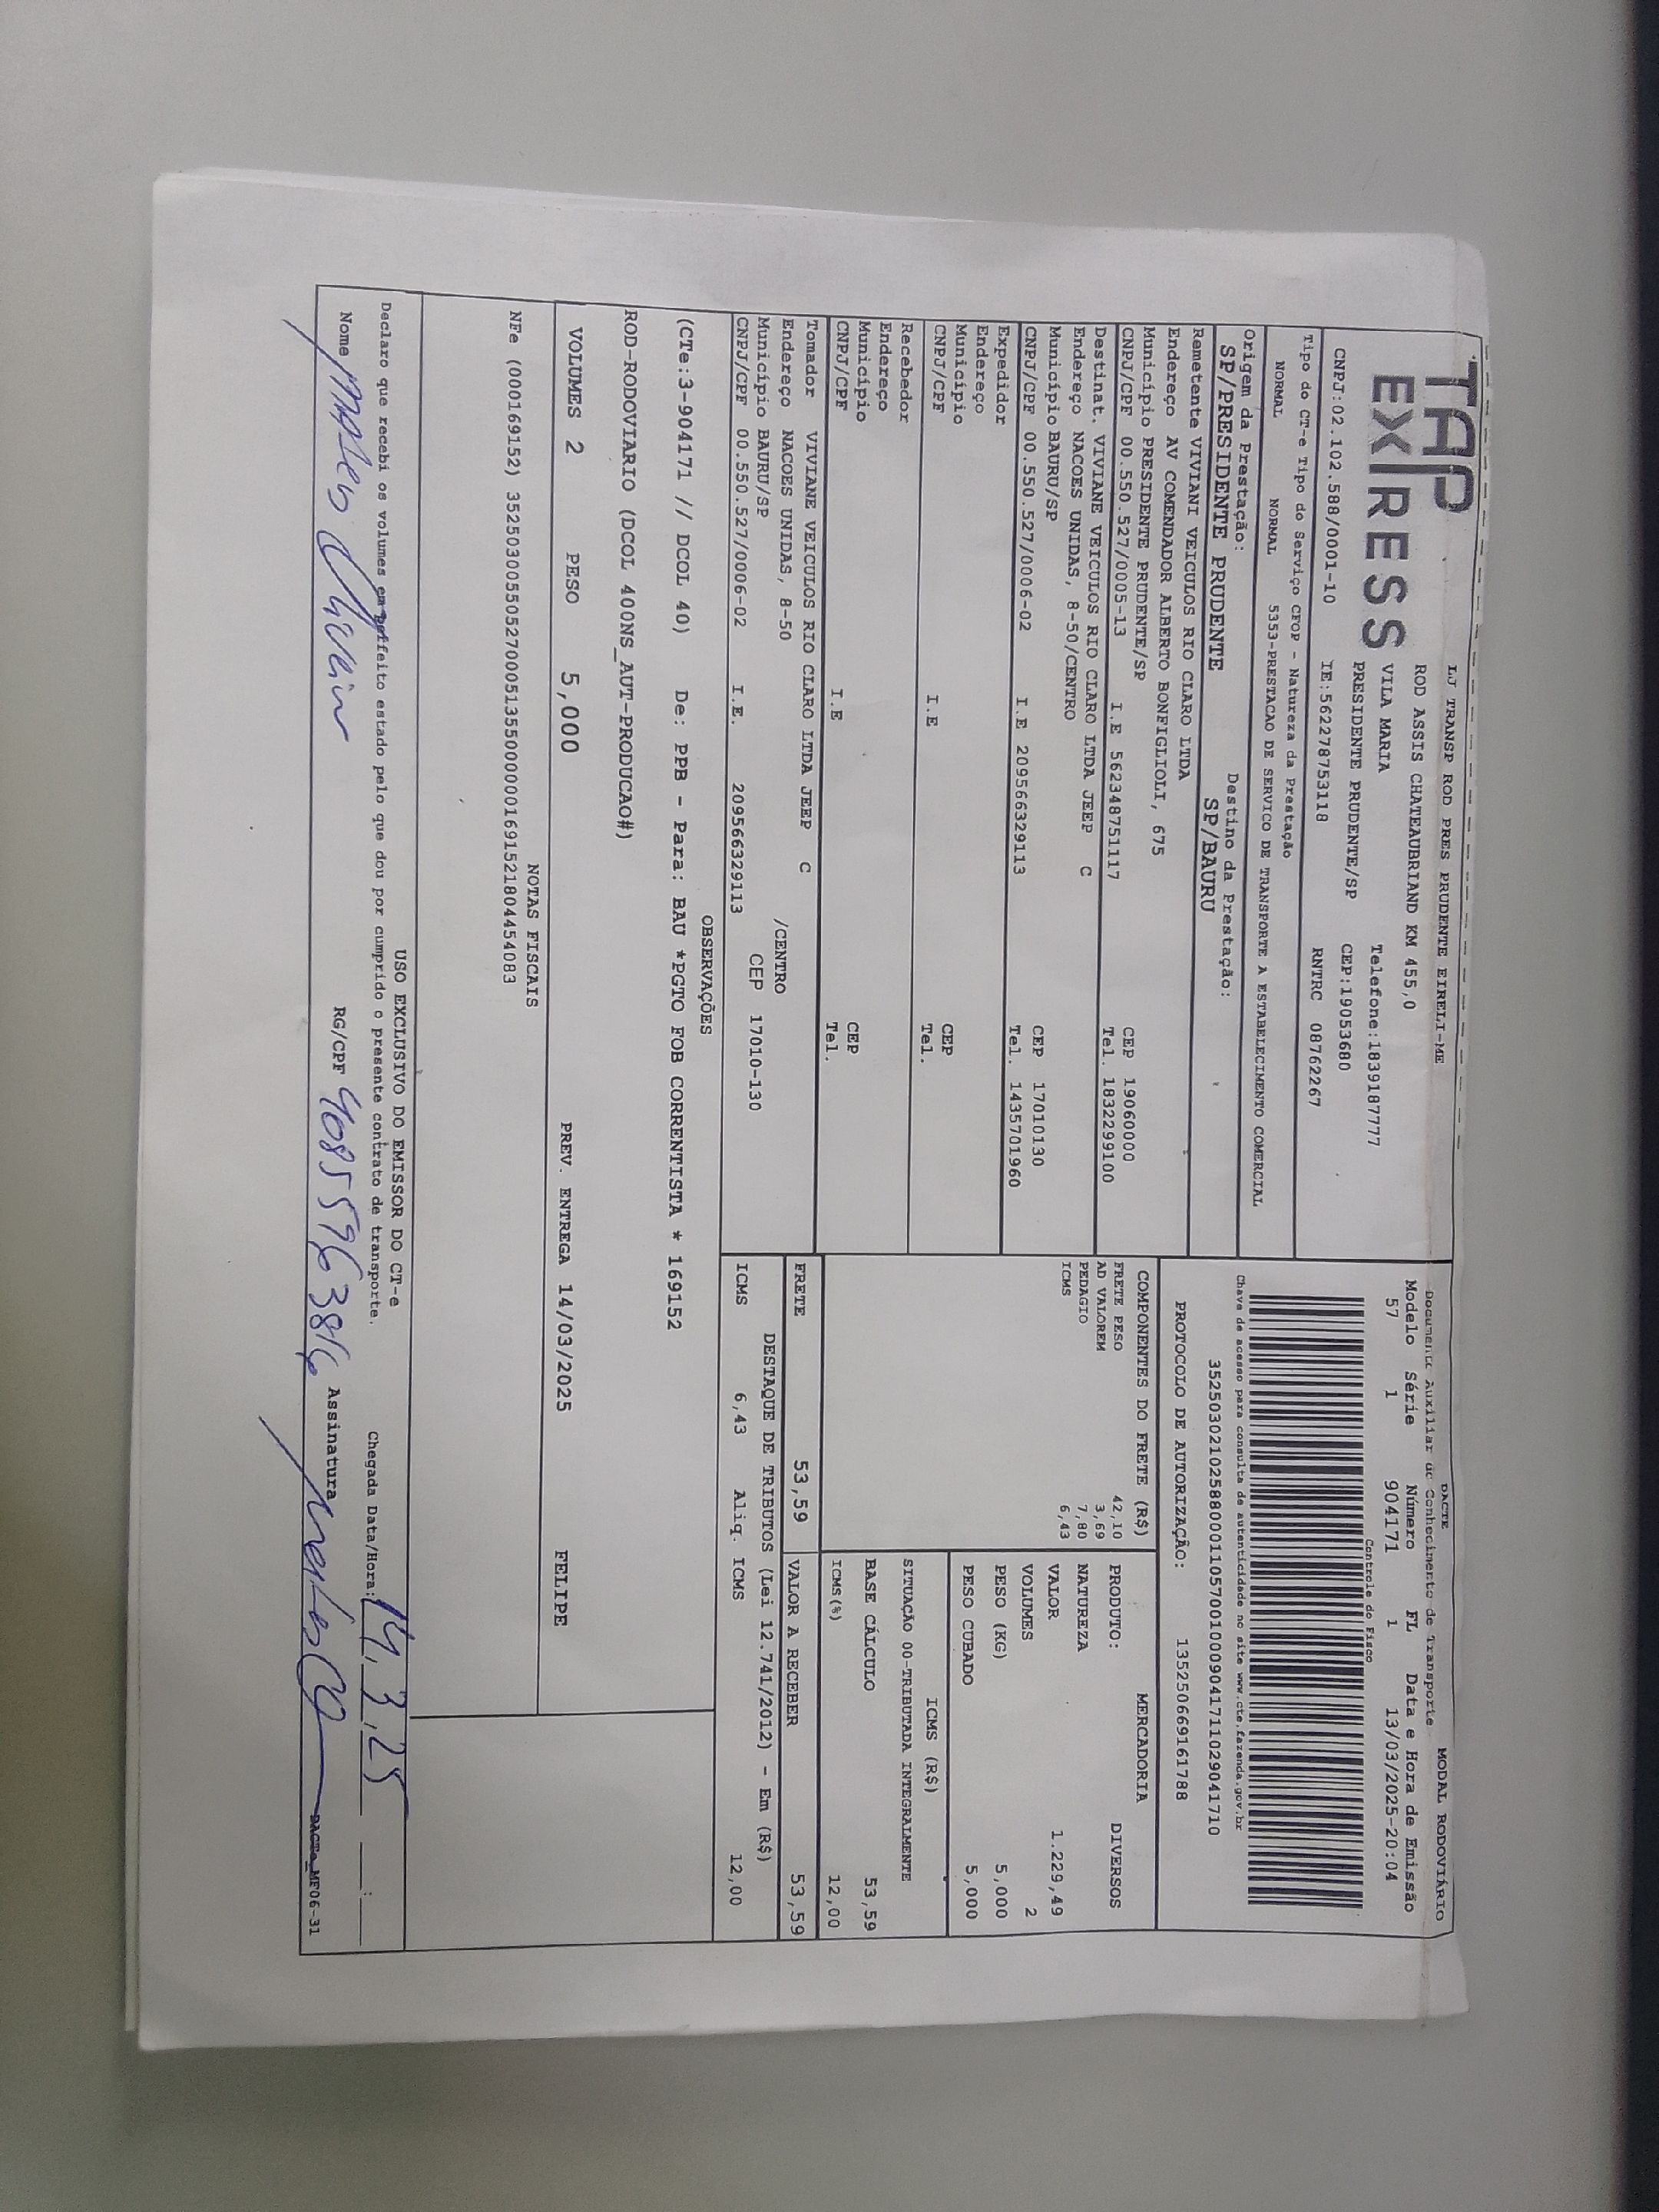 TAP
EXPRESS
LJ TRANSP ROD PRES PRUDENTE EIRELI-ME
ROD ASSIS CHATEAUBRIAND KM 455,0
VILA MARIA Telefone:1839187777
PRESIDENTE PRUDENTE/SP CEP:19053680
CNPJ:02.102.588/0001-10 IE:562278753118 RNTRC 08762267
DACTE MODAL RODOVIÁRIO
Documento Auxiliar do Conhecimento de Transporte
Modelo Série Número FL Data e Hora de Emissão
57 1 904171 1 13/03/2025-20:04
Controle do Fisco
Chave de acesso para consulta de autenticidade no site www.cte.fazenda.gov.br
35250302102588000110570010009041711029041710
PROTOCOLO DE AUTORIZAÇÃO: 135250669161788
Tipo do CT-e Tipo do Serviço CFOP - Natureza da Prestação
NORMAL NORMAL 5353-PRESTACAO DE SERVICO DE TRANSPORTE A ESTABELECIMENTO COMERCIAL
Origem da Prestação: Destino da Prestação:
SP/PRESIDENTE PRUDENTE SP/BAURU
Remetente VIVIANI VEICULOS RIO CLARO LTDA
Endereço AV COMENDADOR ALBERTO BONFIGLIOLI, 675
Município PRESIDENTE PRUDENTE/SP CEP 19060000
CNPJ/CPF 00.550.527/0005-13 I.E 562348751117 Tel. 1832299100
Destinat. VIVIANE VEICULOS RIO CLARO LTDA JEEP C
Endereço NACOES UNIDAS, 8-50/CENTRO
Município BAURU/SP CEP 17010130
CNPJ/CPF 00.550.527/0006-02 I.E 209566329113 Tel. 1435701960
Expedidor
Endereço
Município CEP
CNPJ/CPF I.E Tel.
Recebedor
Endereço
Município CEP
CNPJ/CPF I.E Tel.
Tomador VIVIANE VEICULOS RIO CLARO LTDA JEEP C
Endereço NACOES UNIDAS, 8-50 /CENTRO
Município BAURU/SP CEP 17010-130
CNPJ/CPF 00.550.527/0006-02 I.E. 209566329113
COMPONENTES DO FRETE (R$)
FRETE PESO 42,10
AD VALOREM 3,69
PEDAGIO 7,80
ICMS 6,43
MERCADORIA
PRODUTO: DIVERSOS
NATUREZA
VALOR 1.229,49
VOLUMES 2
PESO (KG) 5,000
PESO CUBADO 5,000
ICMS (R$)
SITUAÇÃO 00-TRIBUTADA INTEGRALMENTE
BASE CÁLCULO 53,59
ICMS(%) 12,00
FRETE 53,59 VALOR A RECEBER 53,59
DESTAQUE DE TRIBUTOS (Lei 12.741/2012) - Em (R$)
ICMS 6,43 Aliq. ICMS 12,00
OBSERVAÇÕES
(CTe:3-904171 // DCOL 40) De: PPB - Para: BAU *PGTO FOB CORRENTISTA * 169152
ROD-RODOVIARIO (DCOL 400NS_AUT-PRODUCAO#)
VOLUMES 2 PESO 5,000 PREV. ENTREGA 14/03/2025 FELIPE
NOTAS FISCAIS
NFe (000169152) 35250300550527000513550000001691521804454083
USO EXCLUSIVO DO EMISSOR DO CT-e
Declaro que recebi os volumes em perfeito estado pelo que dou por cumprido o presente contrato de transporte. Chegada Data/Hora: 14, 3, 25 __:__
Nome RG/CPF Assinatura
DACTe_MF06-31